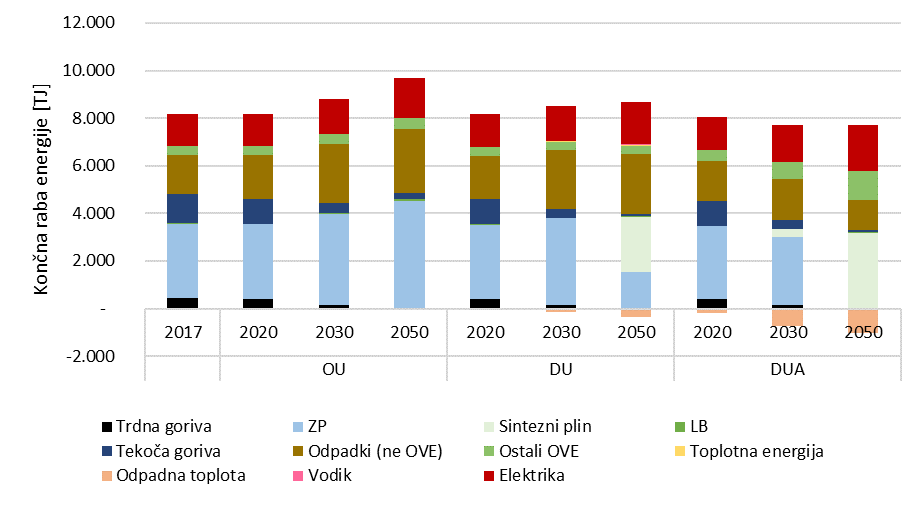 12.000
10.000
8.000
6.000
4.000
2.000
-
-2.000
Končna raba energije [TJ]
2017 2020 2030 2050 2020 2030 2050 2020 2030 2050
OU DU DUA
Trdna goriva ZP Sintezni plin LB
Tekoča goriva Odpadki (ne OVE) Ostali OVE Toplotna energija
Odpadna toplota Vodik Elektrika